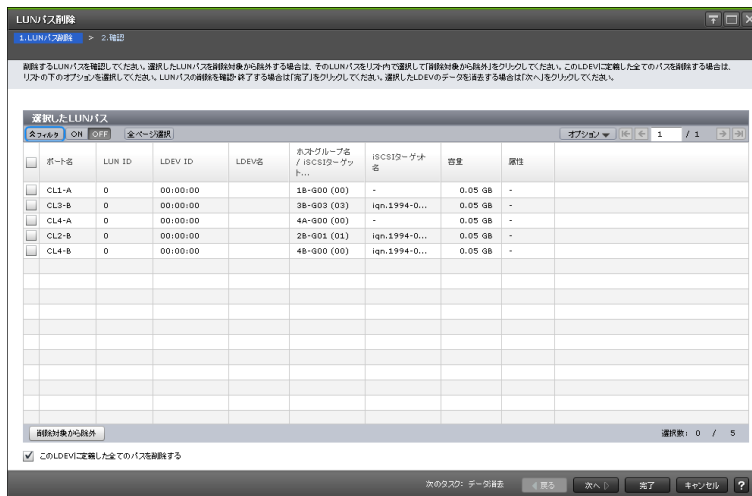 LUNパス削除
1.LUNパス削除 > 2.確認
削除するLUNパスを確認してください。選択したLUNパスを削除対象から除外する場合は、そのLUNパスをリスト内で選択して「削除対象から除外」をクリックしてください。このLDEVに定義した全てのパスを削除する場合は、
リストの下のオプションを選択してください。LUNパスの削除を確認・終了する場合は「完了」をクリックしてください。選択したLDEVのデータを消去する場合は「次へ」をクリックしてください。
選択したLUNパス
フィルタ ON OFF 全ページ選択 オプション 1 / 1
ポート名 LUN ID LDEV ID LDEV名 ホストグループ名 / iSCSIターゲット... iSCSIターゲット名 容量 属性
CL1-A 0 00:00:00 1B-G00 (00) - 0.05 GB -
CL3-B 0 00:00:00 3B-G03 (03) iqn.1994-0... 0.05 GB -
CL4-A 0 00:00:00 4A-G00 (00) - 0.05 GB -
CL2-B 0 00:00:00 2B-G01 (01) iqn.1994-0... 0.05 GB -
CL4-B 0 00:00:00 4B-G00 (00) iqn.1994-0... 0.05 GB -
削除対象から除外 選択数: 0 / 5
このLDEVに定義した全てのパスを削除する
次のタスク: データ消去 戻る 次へ 完了 キャンセル ?